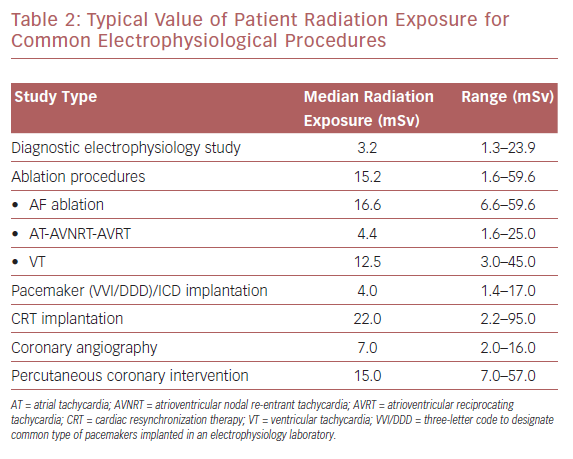 Table 2: Typical Value of Patient Radiation Exposure for
Common Electrophysiological Procedures
Study Type Median Radiation Range (mSv)
Exposure (mSv)
Diagnostic electrophysiology study 3.2 1.3–23.9
Ablation procedures 15.2 1.6–59.6
• AF ablation 16.6 6.6–59.6
• AT-AVNRT-AVRT 4.4 1.6–25.0
• VT 12.5 3.0–45.0
Pacemaker (VVI/DDD)/ICD implantation 4.0 1.4–17.0
CRT implantation 22.0 2.2–95.0
Coronary angiography 7.0 2.0–16.0
Percutaneous coronary intervention 15.0 7.0–57.0
AT = atrial tachycardia; AVNRT = atrioventricular nodal re-entrant tachycardia; AVRT = atrioventricular reciprocating
tachycardia; CRT = cardiac resynchronization therapy; VT = ventricular tachycardia; VVI/DDD = three-letter code to designate
common type of pacemakers implanted in an electrophysiology laboratory.